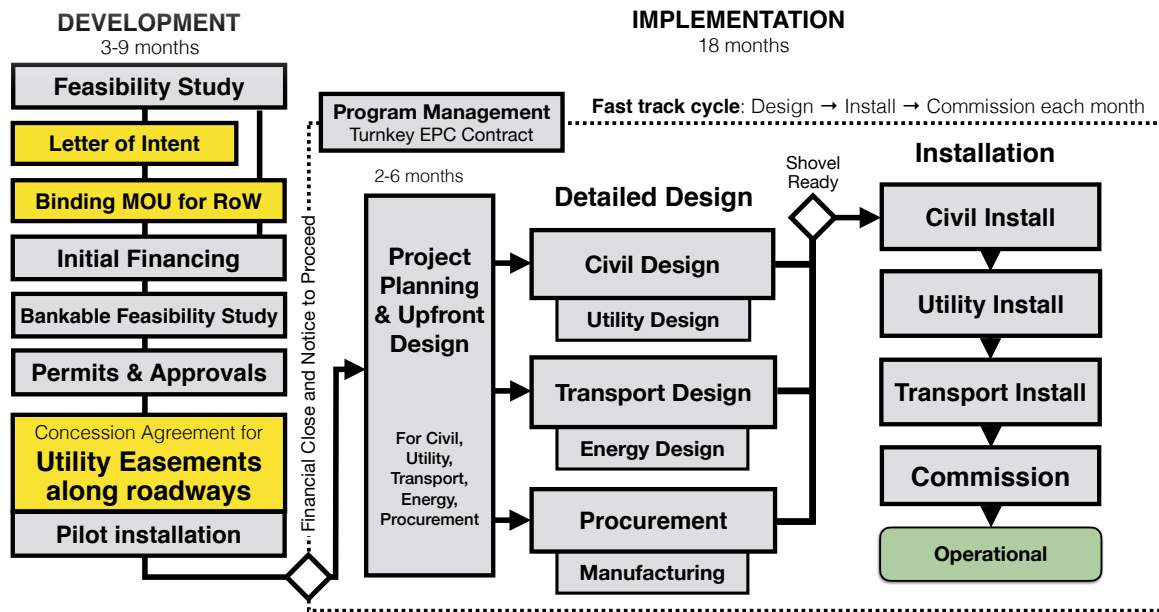 DEVELOPMENT
3-9 months
Feasibility Study
Letter of Intent
Binding MOU for RoW
Initial Financing
Bankable Feasibility Study
Permits & Approvals
Concession Agreement for
Utility Easements
along roadways
Pilot installation
Financial Close and Notice to Proceed
IMPLEMENTATION
18 months
Program Management
Turnkey EPC Contract
Fast track cycle: Design → Install → Commission each month
2-6 months
Project
Planning
& Upfront
Design
For Civil,
Utility,
Transport,
Energy,
Procurement
Detailed Design
Civil Design
Utility Design
Transport Design
Energy Design
Procurement
Manufacturing
Shovel
Ready
Installation
Civil Install
Utility Install
Transport Install
Commission
Operational